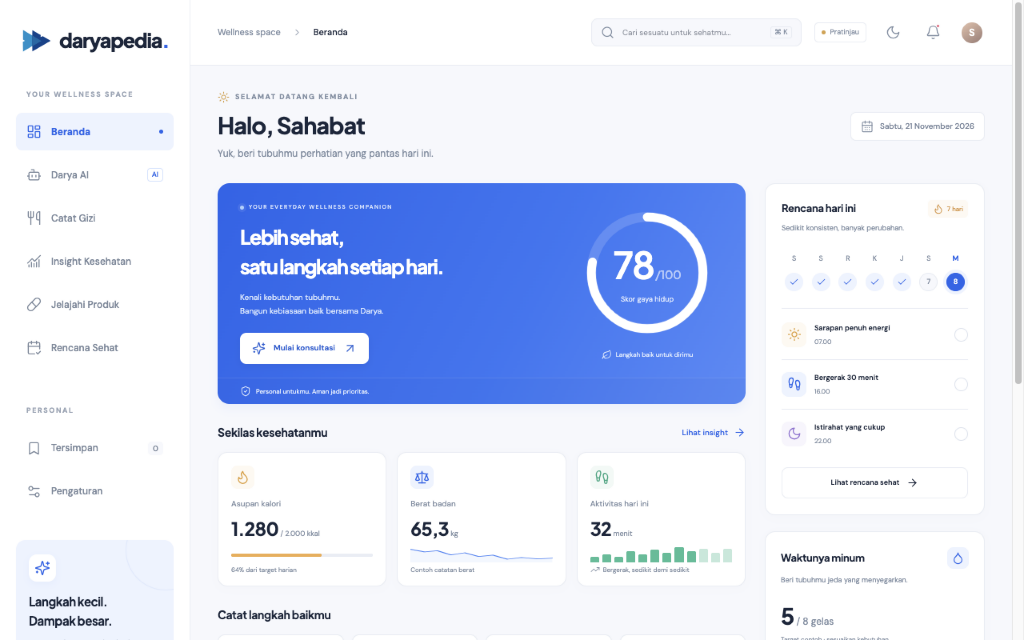 daryapedia.
YOUR WELLNESS SPACE
Beranda
Darya AI
AI
Catat Gizi
Insight Kesehatan
Jelajahi Produk
Rencana Sehat
PERSONAL
Tersimpan
0
Pengaturan
Langkah kecil.
Dampak besar.
Wellness space
Beranda
Cari sesuatu untuk sehatmu...
⌘ K
Pratinjau
S
SELAMAT DATANG KEMBALI
Halo, Sahabat
Yuk, beri tubuhmu perhatian yang pantas hari ini.
Sabtu, 21 November 2026
YOUR EVERYDAY WELLNESS COMPANION
Lebih sehat,
satu langkah setiap hari.
Kenali kebutuhan tubuhmu.
Bangun kebiasaan baik bersama Darya.
Mulai konsultasi
78/100
Skor gaya hidup
Langkah baik untuk dirimu
Personal untukmu. Aman jadi prioritas.
Sekilas kesehatanmu
Lihat insight
Asupan kalori
1.280 / 2.000 kkal
64% dari target harian
Berat badan
65,3 kg
Contoh catatan berat
Aktivitas hari ini
32 menit
Bergerak, sedikit demi sedikit
Catat langkah baikmu
Rencana hari ini
7 hari
Sedikit konsisten, banyak perubahan.
S S R K J S M
7 8
Sarapan penuh energi
07.00
Bergerak 30 menit
16.00
Istirahat yang cukup
22.00
Lihat rencana sehat
Waktunya minum
Beri tubuhmu jeda yang menyegarkan.
5 / 8 gelas